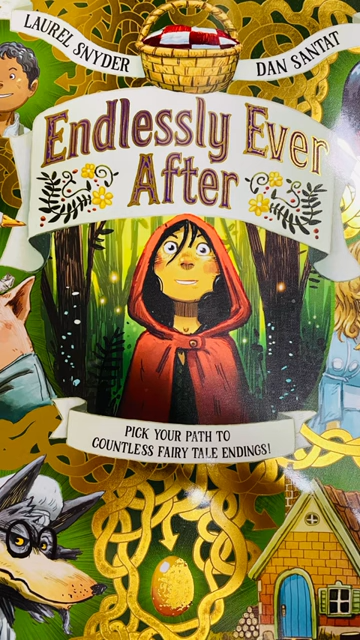 LAUREL SNYDER
DAN SANTAT
Endlessly Ever
After
PICK YOUR PATH TO
COUNTLESS FAIRY TALE ENDINGS!